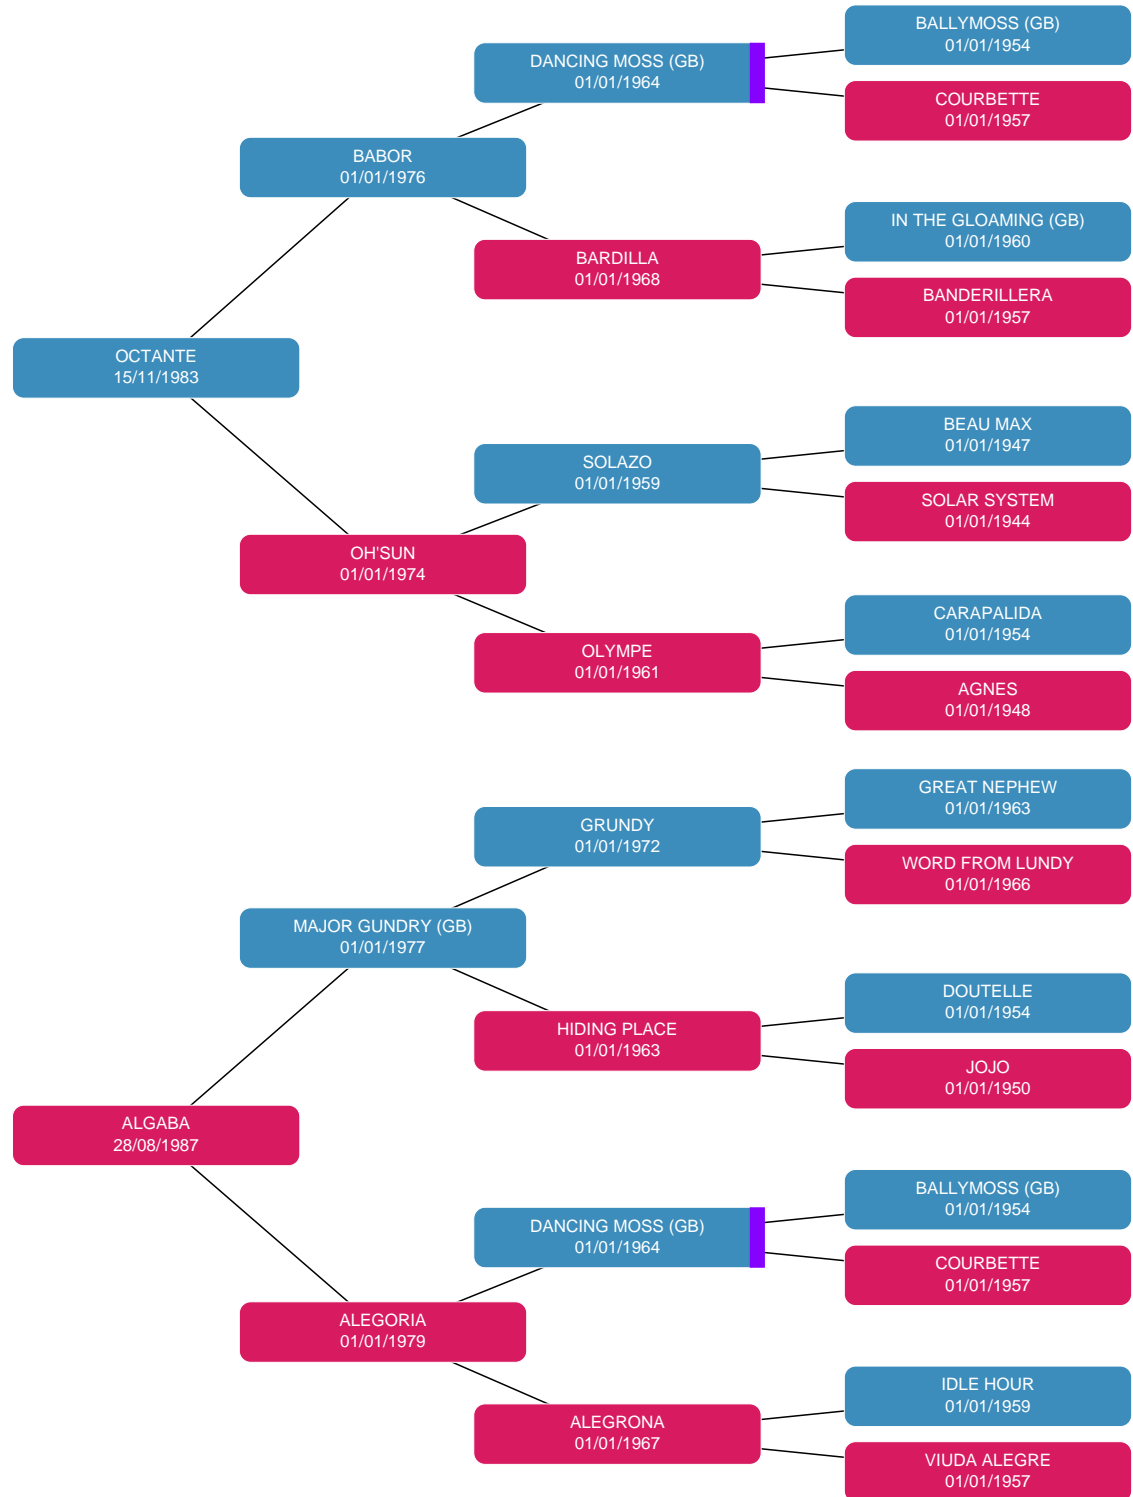 BALLYMOSS (GB)
01/01/1954
DANCING MOSS (GB)
01/01/1964
COURBETTE
01/01/1957
BABOR
01/01/1976
IN THE GLOAMING (GB)
01/01/1960
BARDILLA
01/01/1968
BANDERILLERA
01/01/1957
OCTANTE
15/11/1983
BEAU MAX
01/01/1947
SOLAZO
01/01/1959
SOLAR SYSTEM
01/01/1944
OH'SUN
01/01/1974
CARAPALIDA
01/01/1954
OLYMPE
01/01/1961
AGNES
01/01/1948
GREAT NEPHEW
01/01/1963
GRUNDY
01/01/1972
WORD FROM LUNDY
01/01/1966
MAJOR GUNDRY (GB)
01/01/1977
DOUTELLE
01/01/1954
HIDING PLACE
01/01/1963
JOJO
01/01/1950
ALGABA
28/08/1987
BALLYMOSS (GB)
01/01/1954
DANCING MOSS (GB)
01/01/1964
COURBETTE
01/01/1957
ALEGORIA
01/01/1979
IDLE HOUR
01/01/1959
ALEGRONA
01/01/1967
VIUDA ALEGRE
01/01/1957